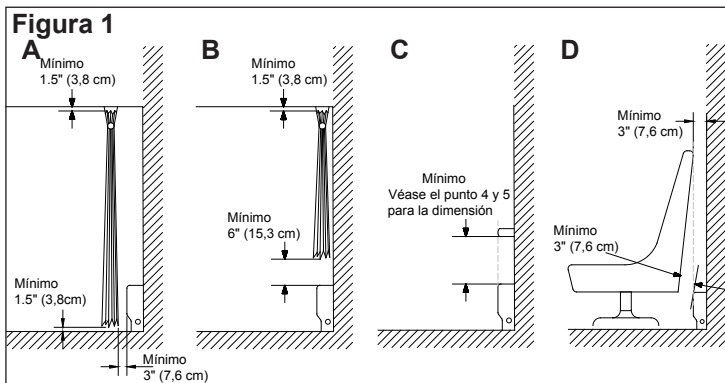 Figura 1
A
Mínimo
1.5" (3,8 cm)
Mínimo
1.5" (3,8cm)
Mínimo
3" (7,6 cm)
B
Mínimo
1.5" (3,8 cm)
Mínimo
6" (15,3 cm)
C
Mínimo
Véase el punto 4 y 5
para la dimensión
D
Mínimo
3" (7,6 cm)
Mínimo
3" (7,6 cm)